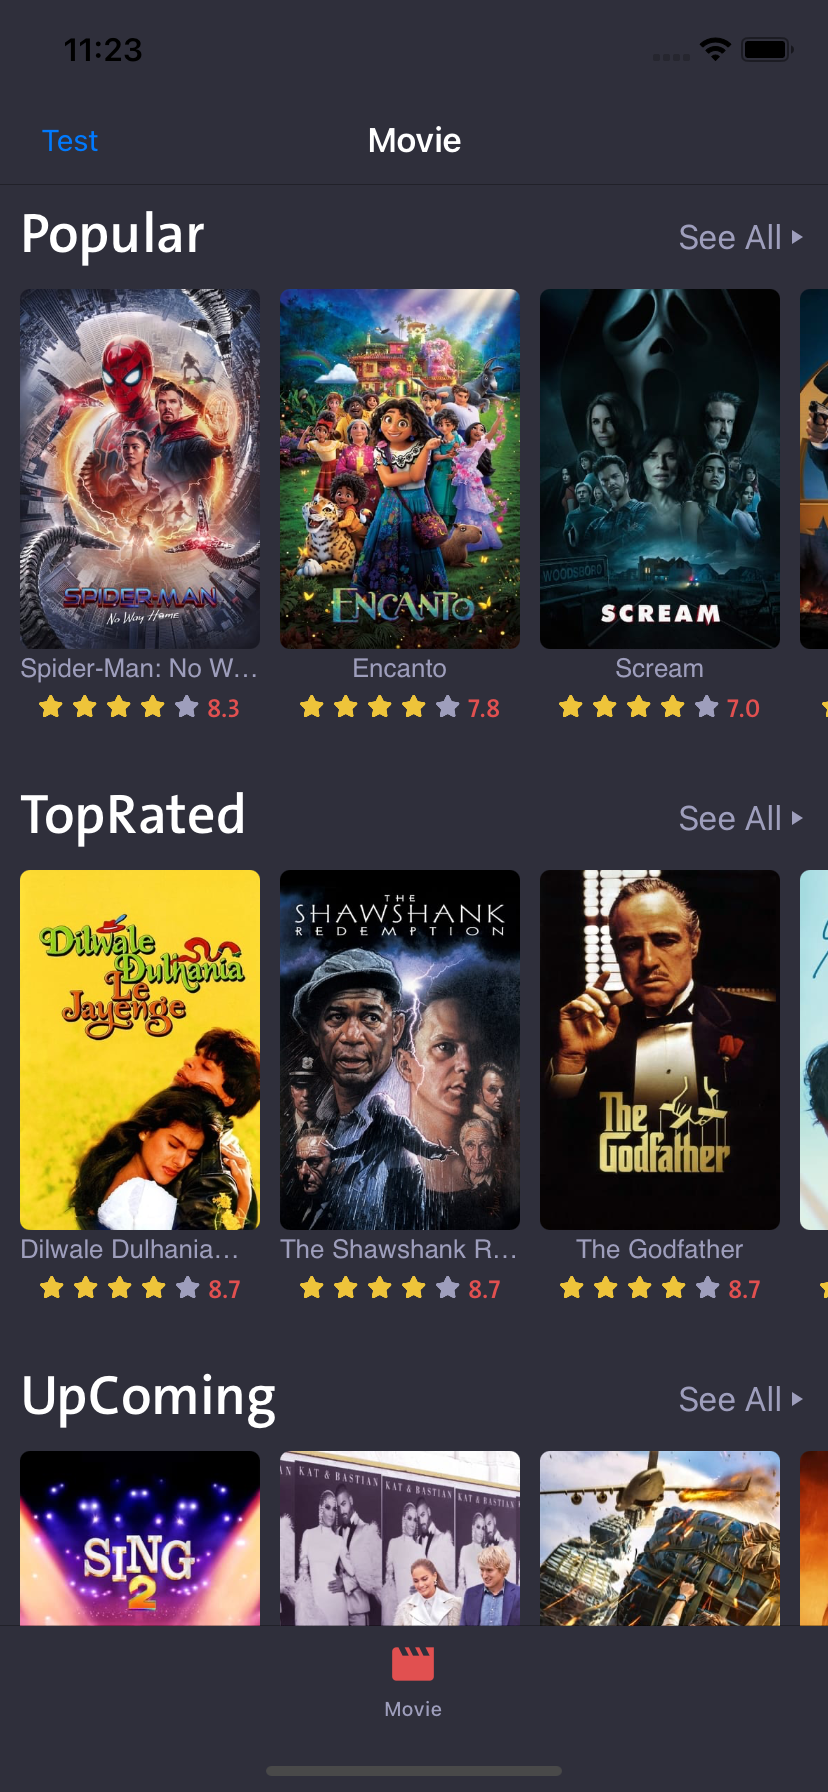 11:23
Test
Movie
Popular
See All
SPIDER-MAN
No Way Home
ENCANTO
WOODSBORO
SCREAM
Spider-Man: No W...
Encanto
Scream
8.3
7.8
7.0
TopRated
See All
Dilwale
Dulhania
Le
Jayenge
THE
SHAWSHANK
REDEMPTION
The
Godfather
Dilwale Dulhania...
The Shawshank R...
The Godfather
8.7
8.7
8.7
UpComing
See All
SING
2
KAT & BASTIAN
KAT & BASTIAN
KAT & BASTIAN
Movie